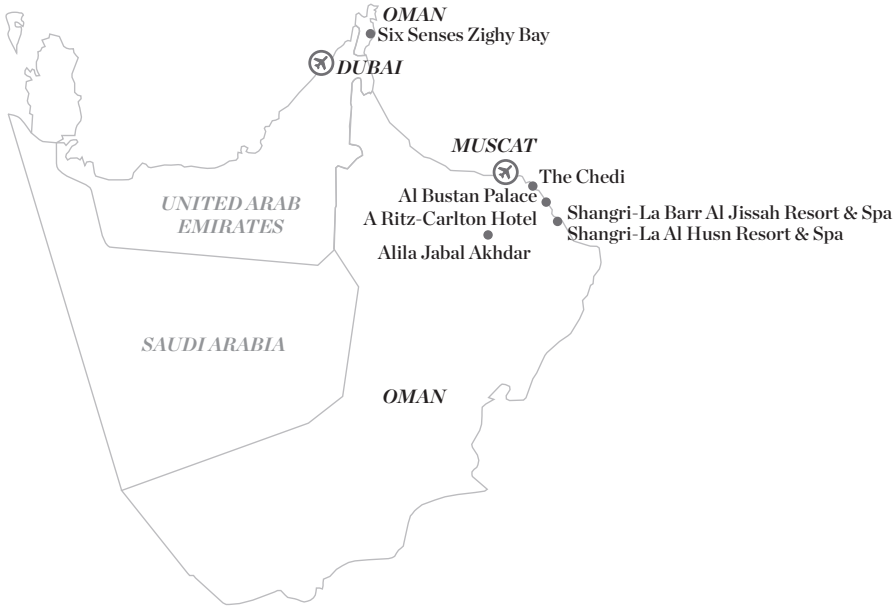 OMAN
Six Senses Zighy Bay
DUBAI
MUSCAT
The Chedi
Al Bustan Palace
A Ritz-Carlton Hotel
Shangri-La Barr Al Jissah Resort & Spa
Shangri-La Al Husn Resort & Spa
Alila Jabal Akhdar
UNITED ARAB
EMIRATES
SAUDI ARABIA
OMAN